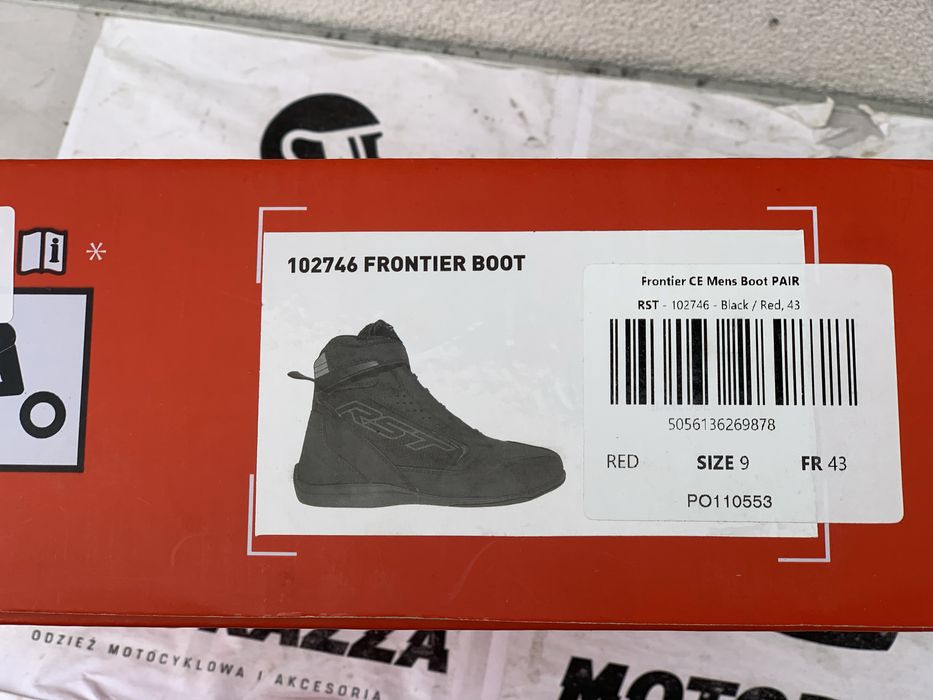 i
*
102746 FRONTIER BOOT
RST
Frontier CE Mens Boot PAIR
RST - 102746 - Black / Red, 43
5056136269878
RED SIZE 9 FR 43
PO110553
ODZIEŻ MOTOCYKLOWA I AKCESORIA